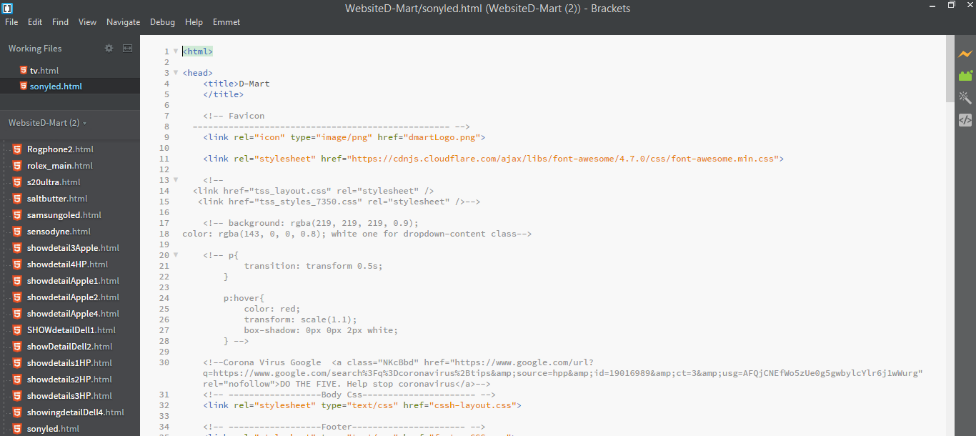 WebsiteD-Mart/sonyled.html (WebsiteD-Mart (2)) - Brackets
File Edit Find View Navigate Debug Help Emmet
Working Files
tv.html
sonyled.html
WebsiteD-Mart (2)
Rogphone2.html
rolex_main.html
s20ultra.html
saltbutter.html
samsungoled.html
sensodyne.html
showdetail3Apple.html
showdetail4HP.html
showdetailApple1.html
showdetailApple2.html
showdetailApple4.html
SHOWdetailDell1.html
showDetailDell2.html
showdetails1HP.html
showdetails2HP.html
showdetails3HP.html
showingdetailDell4.html
sonyled.html
1 <html>
2
3 <head>
4 <title>D-Mart
5 </title>
6
7 <!-- Favicon
8 -------------------------------------------------- -->
9 <link rel="icon" type="image/png" href="dmartLogo.png">
10
11 <link rel="stylesheet" href="https://cdnjs.cloudflare.com/ajax/libs/font-awesome/4.7.0/css/font-awesome.min.css">
12
13 <!--
14 <link href="tss_layout.css" rel="stylesheet" />
15 <link href="tss_styles_7350.css" rel="stylesheet" />-->
16
17 <!-- background: rgba(219, 219, 219, 0.9);
18 color: rgba(143, 0, 0, 0.8); white one for dropdown-content class-->
19
20 <!-- p{
21 transition: transform 0.5s;
22 }
23
24 p:hover{
25 color: red;
26 transform: scale(1.1);
27 box-shadow: 0px 0px 2px white;
28 } -->
29
30 <!--Corona Virus Google <a class="NKcBbd" href="https://www.google.com/url?
q=https://www.google.com/search%3Fq%3Dcoronavirus%2Btips&amp;source=hpp&amp;id=19016989&amp;ct=3&amp;usg=AFQjCNEfWo5zUe0g5gwbylcYlr6j1wWurg"
rel="nofollow">DO THE FIVE. Help stop coronavirus</a>-->
31 <!-- ------------------Body Css---------------------- -->
32 <link rel="stylesheet" type="text/css" href="cssh-layout.css">
33
34 <!-- ------------------Footer---------------------- -->